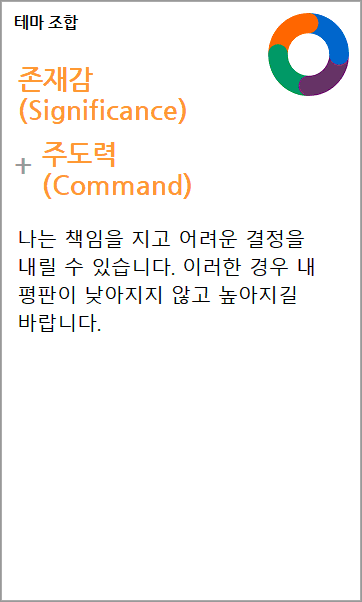 테마 조합
존재감
(Significance)
+ 주도력
(Command)
나는 책임을 지고 어려운 결정을
내릴 수 있습니다. 이러한 경우 내
평판이 낮아지지 않고 높아지길
바랍니다.